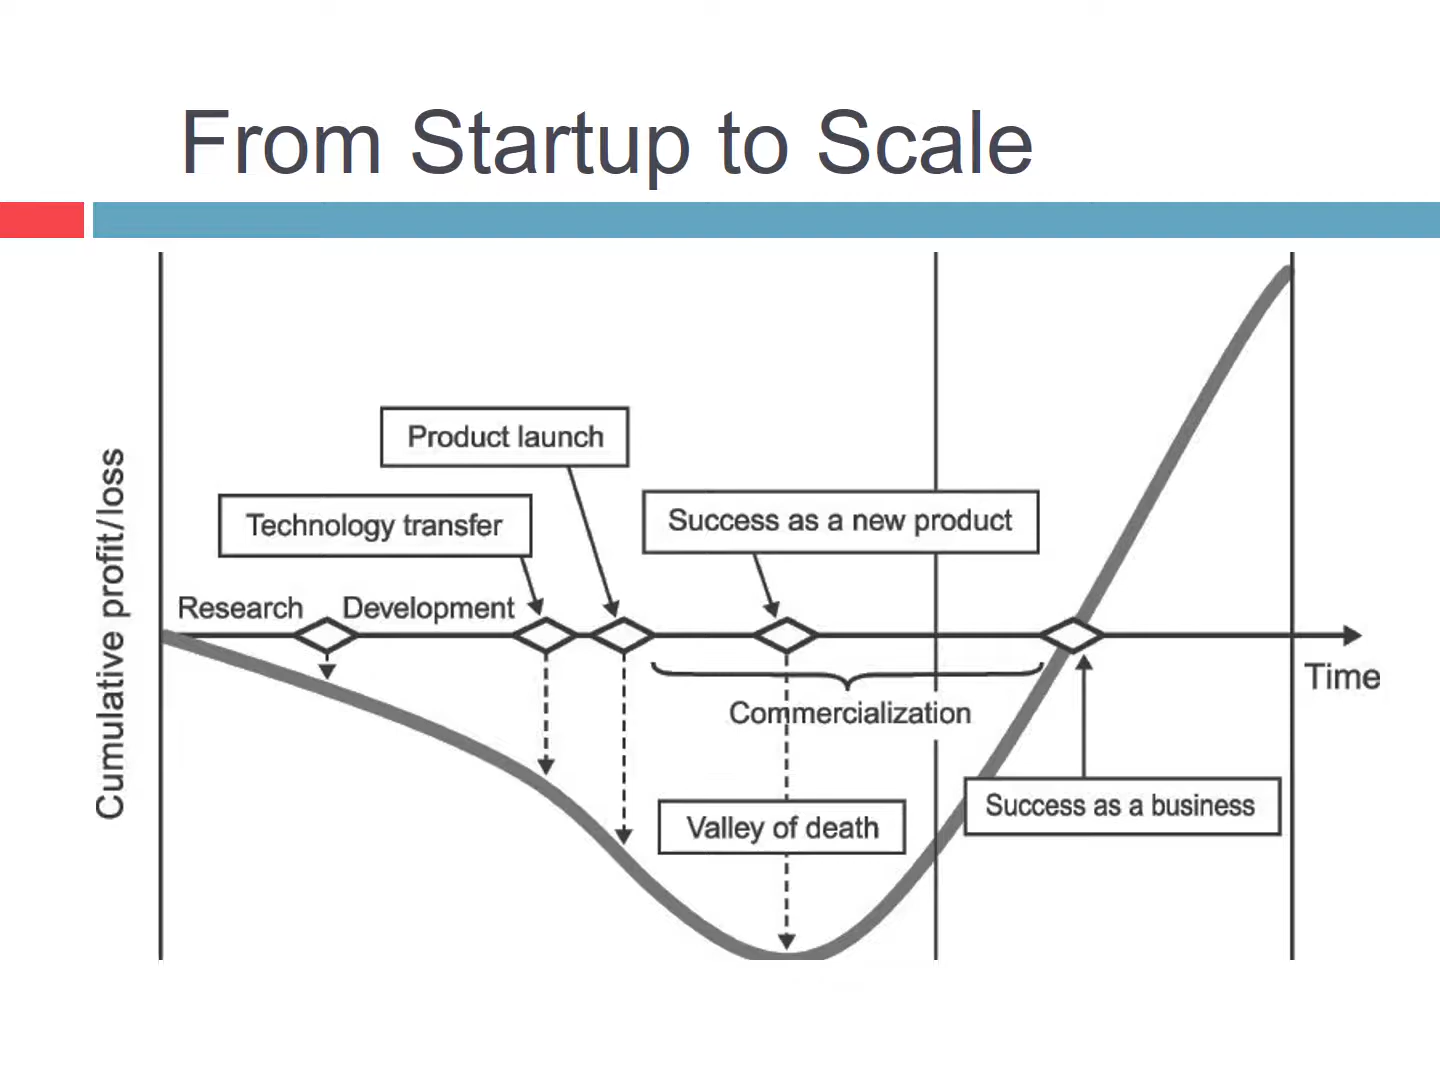 From Startup to Scale
Product launch
Technology transfer
Success as a new product
Research
Development
Time
Commercialization
Valley of death
Success as a business
Cumulative profit/loss